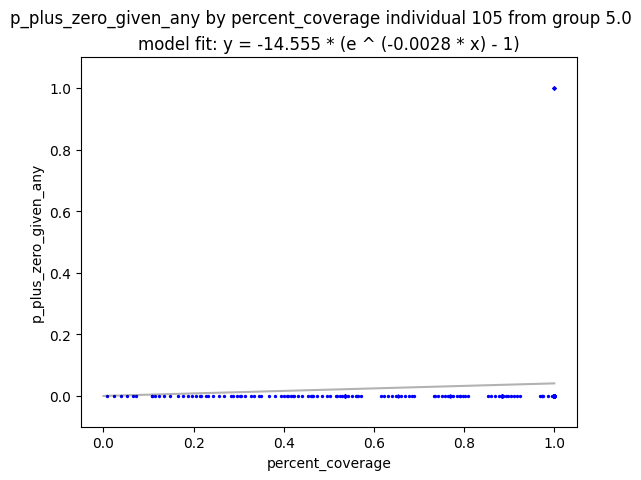 p_plus_zero_given_any by percent_coverage individual 105 from group 5.0
model fit: y = -14.555 * (e ^ (-0.0028 * x) - 1)
p_plus_zero_given_any
1.0
0.8
0.6
0.4
0.2
0.0
0.0 0.2 0.4 0.6 0.8 1.0
percent_coverage